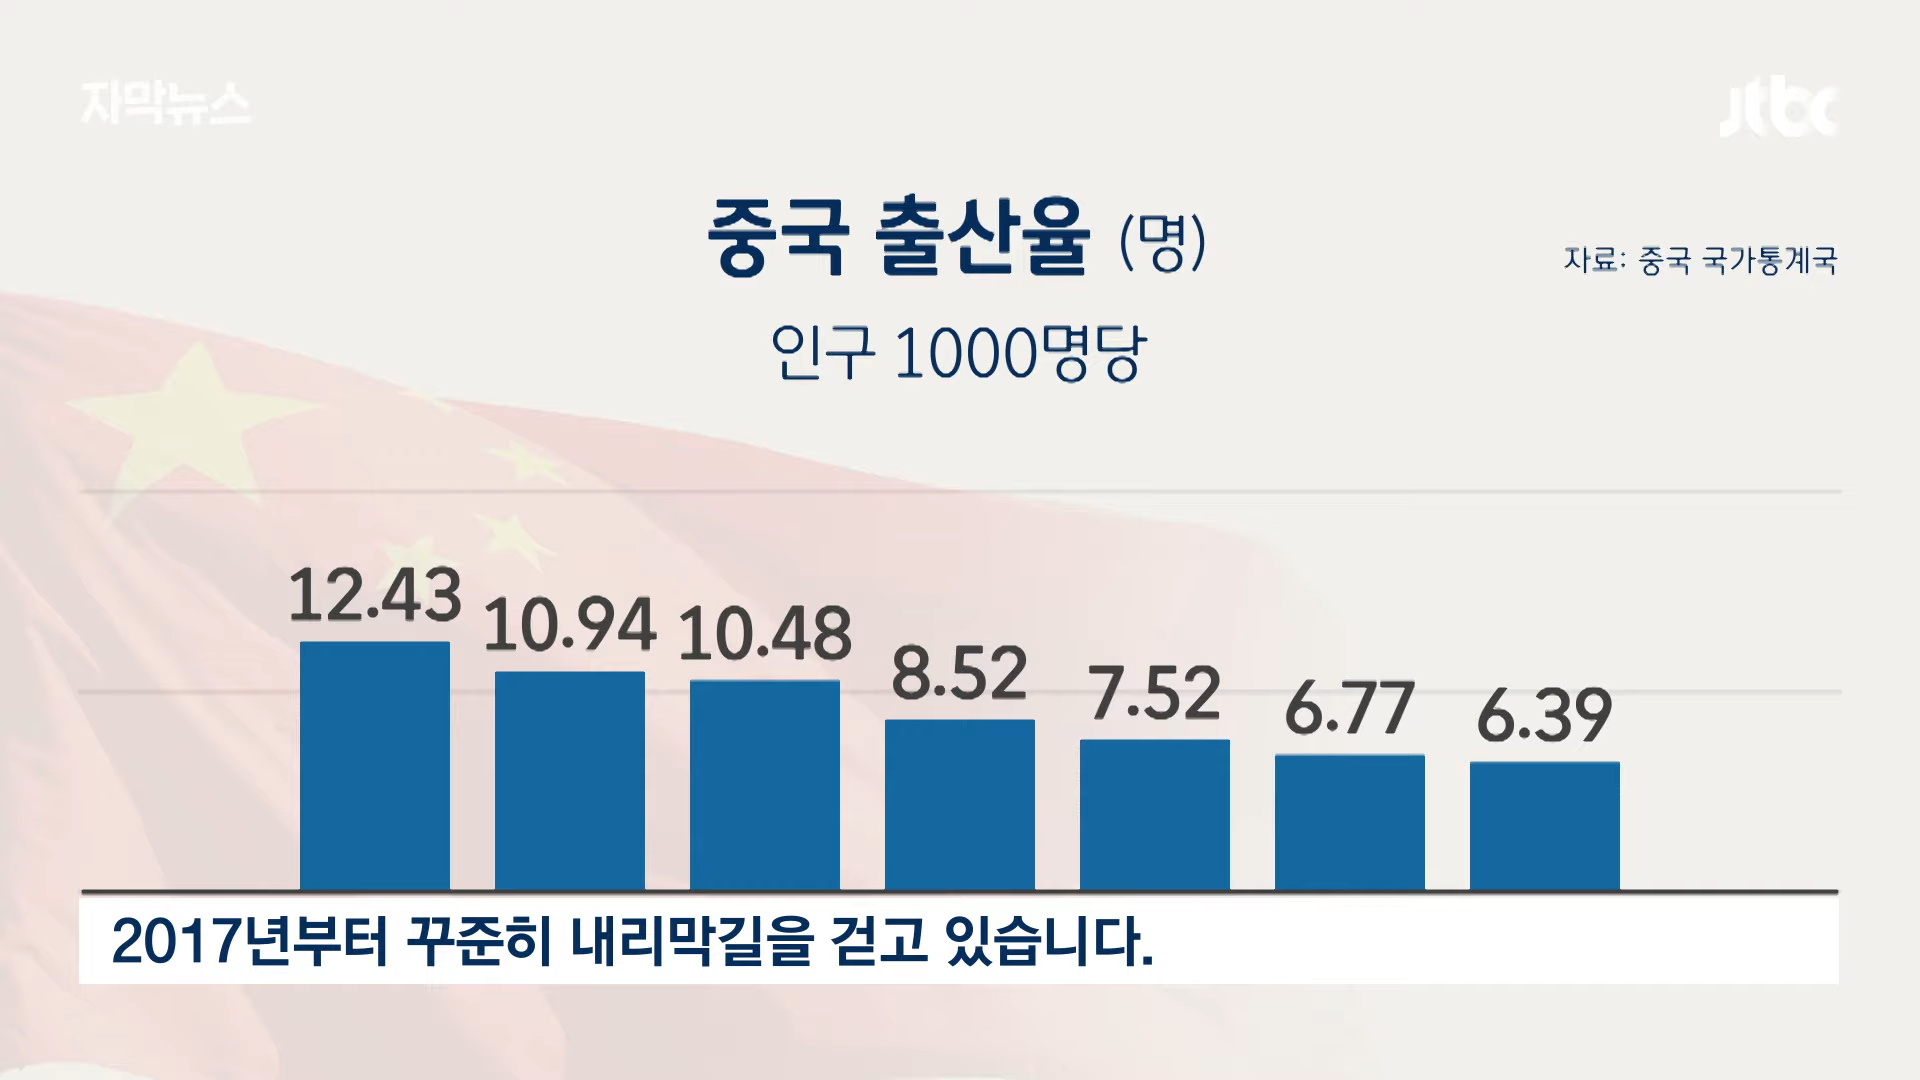 자막뉴스
jtbc
중국 출산율 (명)
자료: 중국 국가통계국
인구 1000명당
12.43
10.94
10.48
8.52
7.52
6.77
6.39
2017년부터 꾸준히 내리막길을 걷고 있습니다.